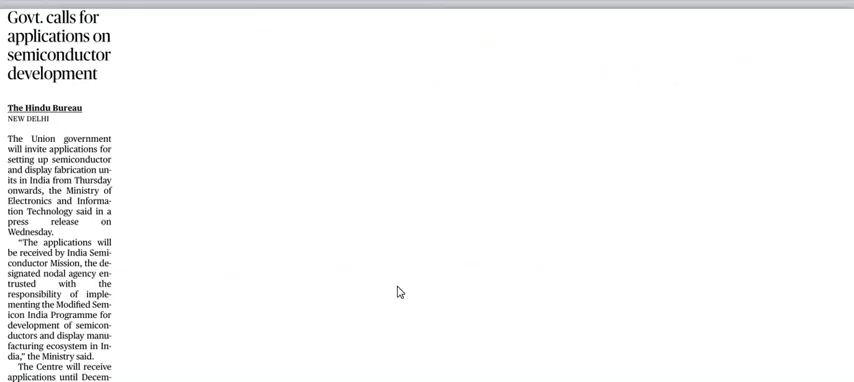 Govt. calls for
applications on
semiconductor
development
The Hindu Bureau
NEW DELHI
The Union government
will invite applications for
setting up semiconductor
and display fabrication un-
its in India from Thursday
onwards, the Ministry of
Electronics and Informa-
tion Technology said in a
press release on
Wednesday.
“The applications will
be received by India Semi-
conductor Mission, the de-
signated nodal agency en-
trusted with the
responsibility of imple-
menting the Modified Sem-
icon India Programme for
development of semicon-
ductors and display manu-
facturing ecosystem in In-
dia,” the Ministry said.
The Centre will receive
applications until Decem-